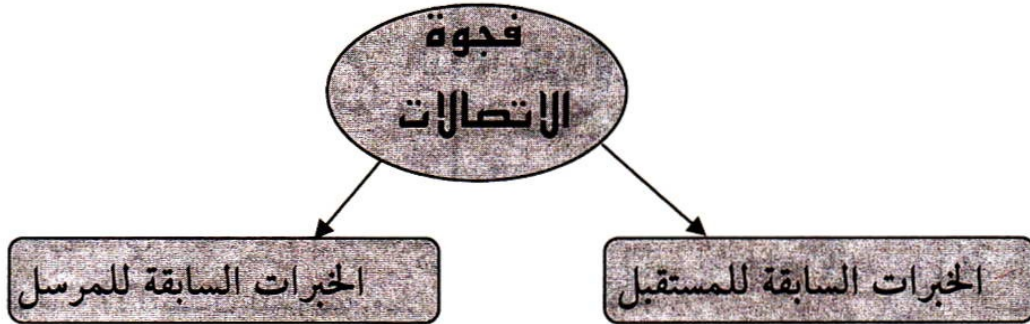 فجوة
الاتصالات
الخبرات السابقة للمستقبل
الخبرات السابقة للمرسل